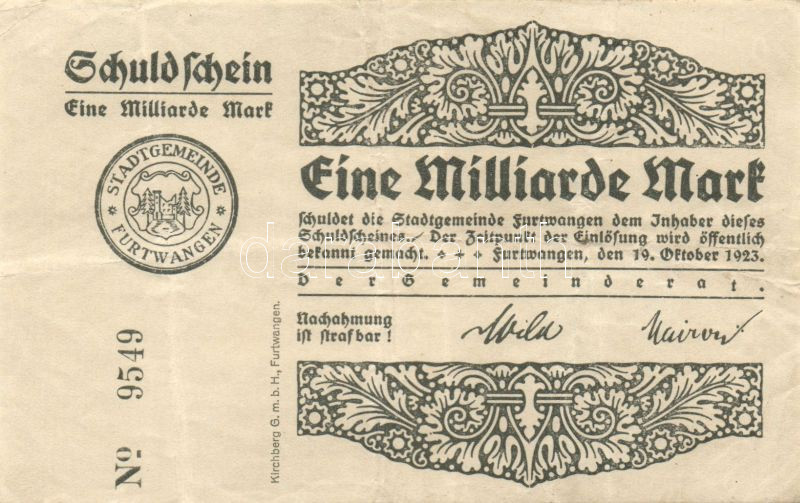 Schuldschein
Eine Milliarde Mark
STADTGEMEINDE
FURTWANGEN
Nº 9549
Kirchberg G. m. b. H., Furtwangen.
Eine Milliarde Mark
schuldet die Stadtgemeinde Furtwangen dem Inhaber dieses
Schuldscheines. Der Zeitpunkt der Einlösung wird öffentlich
bekannt gemacht. Furtwangen, den 19. Oktober 1923.
Der Gemeinderat.
Nachahmung
ist strafbar!
darabanth